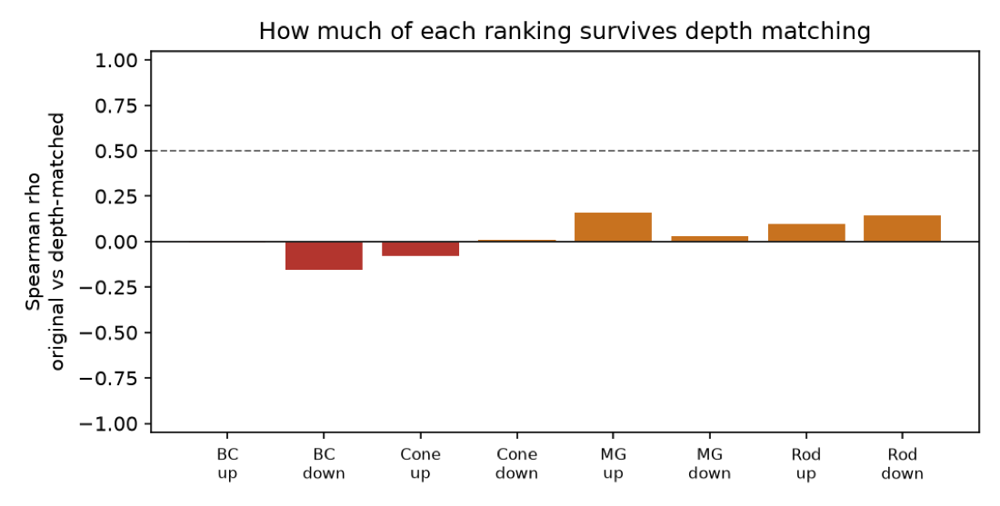 How much of each ranking survives depth matching
Spearman rho
original vs depth-matched
1.00
0.75
0.50
0.25
0.00
−0.25
−0.50
−0.75
−1.00
BC
up
BC
down
Cone
up
Cone
down
MG
up
MG
down
Rod
up
Rod
down